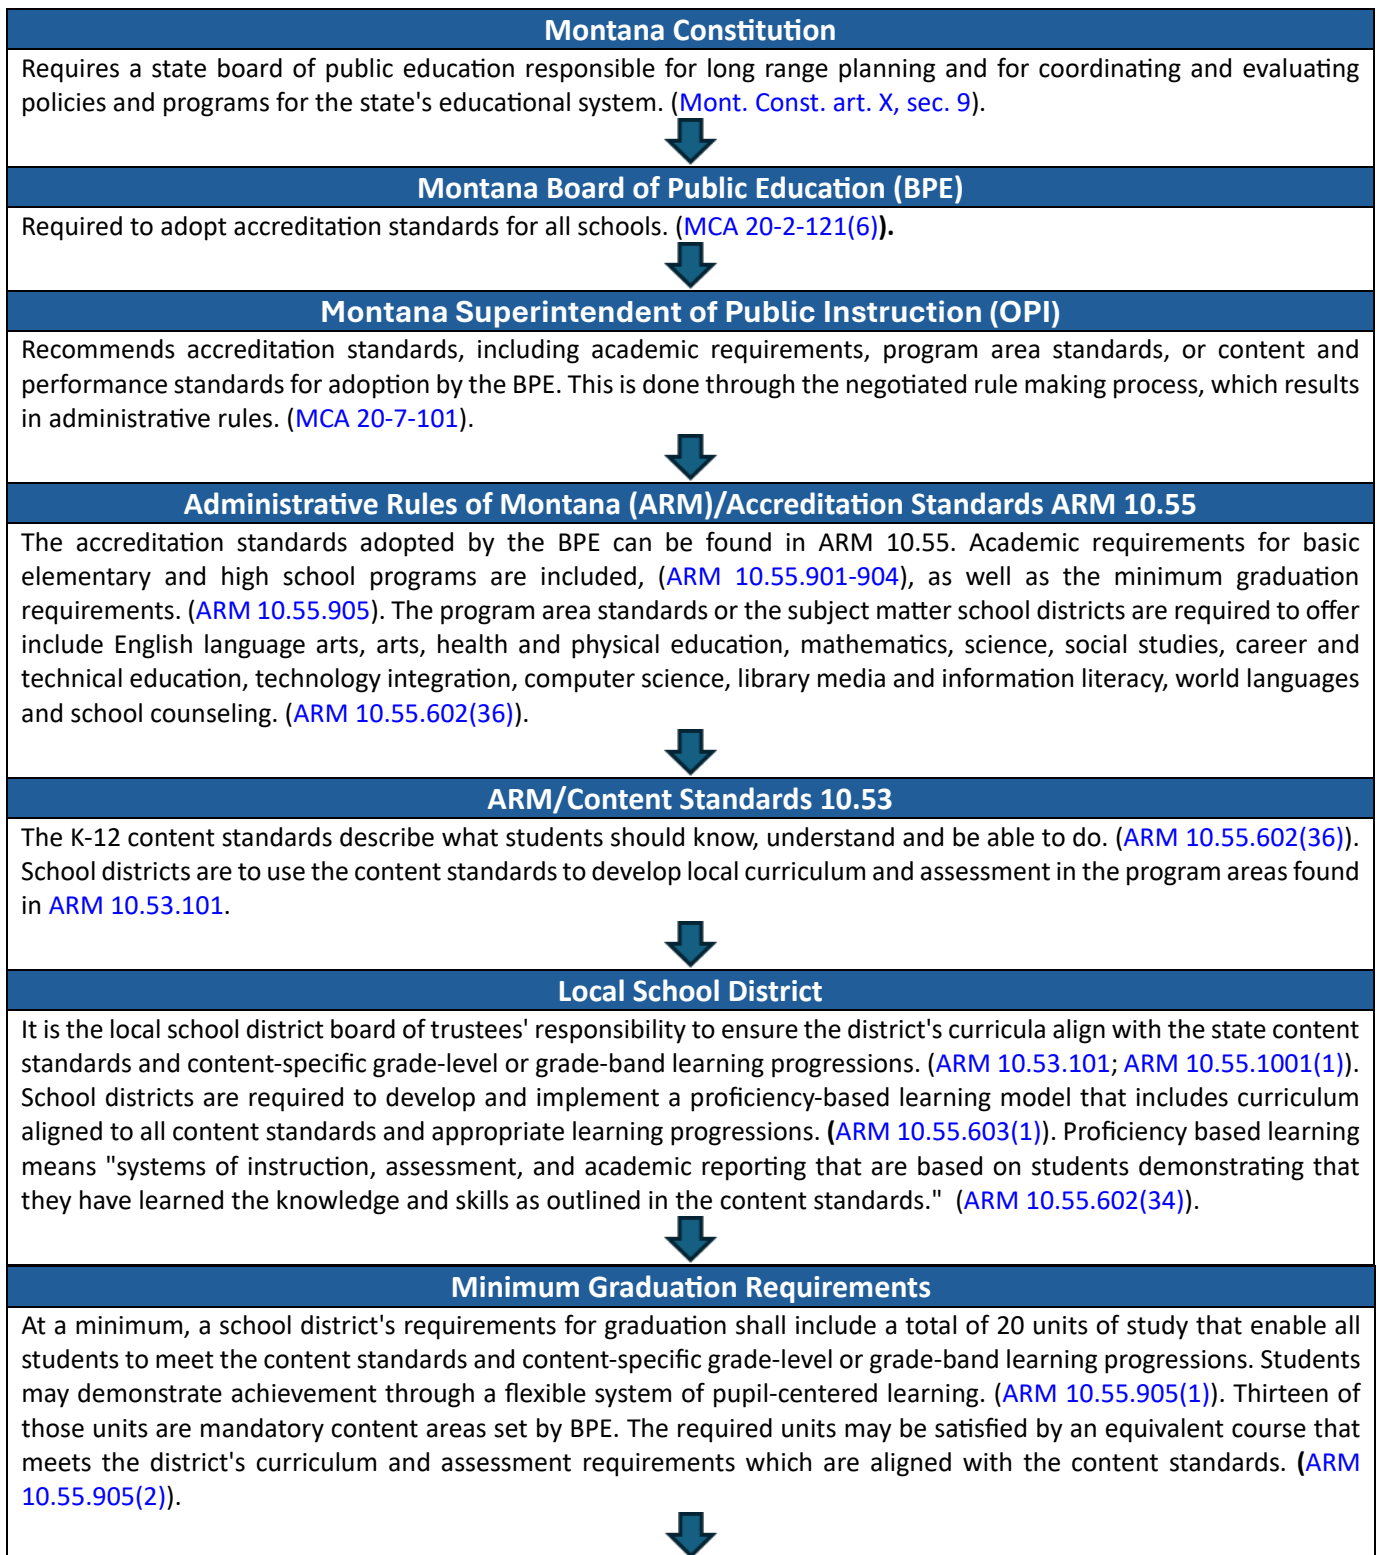 Montana Constitution
Requires a state board of public education responsible for long range planning and for coordinating and evaluating
policies and programs for the state's educational system. (Mont. Const. art. X, sec. 9).
Montana Board of Public Education (BPE)
Required to adopt accreditation standards for all schools. (MCA 20-2-121(6)).
Montana Superintendent of Public Instruction (OPI)
Recommends accreditation standards, including academic requirements, program area standards, or content and
performance standards for adoption by the BPE. This is done through the negotiated rule making process, which results
in administrative rules. (MCA 20-7-101).
Administrative Rules of Montana (ARM)/Accreditation Standards ARM 10.55
The accreditation standards adopted by the BPE can be found in ARM 10.55. Academic requirements for basic
elementary and high school programs are included, (ARM 10.55.901-904), as well as the minimum graduation
requirements. (ARM 10.55.905). The program area standards or the subject matter school districts are required to offer
include English language arts, arts, health and physical education, mathematics, science, social studies, career and
technical education, technology integration, computer science, library media and information literacy, world languages
and school counseling. (ARM 10.55.602(36)).
ARM/Content Standards 10.53
The K-12 content standards describe what students should know, understand and be able to do. (ARM 10.55.602(36)).
School districts are to use the content standards to develop local curriculum and assessment in the program areas found
in ARM 10.53.101.
Local School District
It is the local school district board of trustees' responsibility to ensure the district's curricula align with the state content
standards and content-specific grade-level or grade-band learning progressions. (ARM 10.53.101; ARM 10.55.1001(1)).
School districts are required to develop and implement a proficiency-based learning model that includes curriculum
aligned to all content standards and appropriate learning progressions. (ARM 10.55.603(1)). Proficiency based learning
means "systems of instruction, assessment, and academic reporting that are based on students demonstrating that
they have learned the knowledge and skills as outlined in the content standards." (ARM 10.55.602(34)).
Minimum Graduation Requirements
At a minimum, a school district's requirements for graduation shall include a total of 20 units of study that enable all
students to meet the content standards and content-specific grade-level or grade-band learning progressions. Students
may demonstrate achievement through a flexible system of pupil-centered learning. (ARM 10.55.905(1)). Thirteen of
those units are mandatory content areas set by BPE. The required units may be satisfied by an equivalent course that
meets the district's curriculum and assessment requirements which are aligned with the content standards. (ARM
10.55.905(2)).